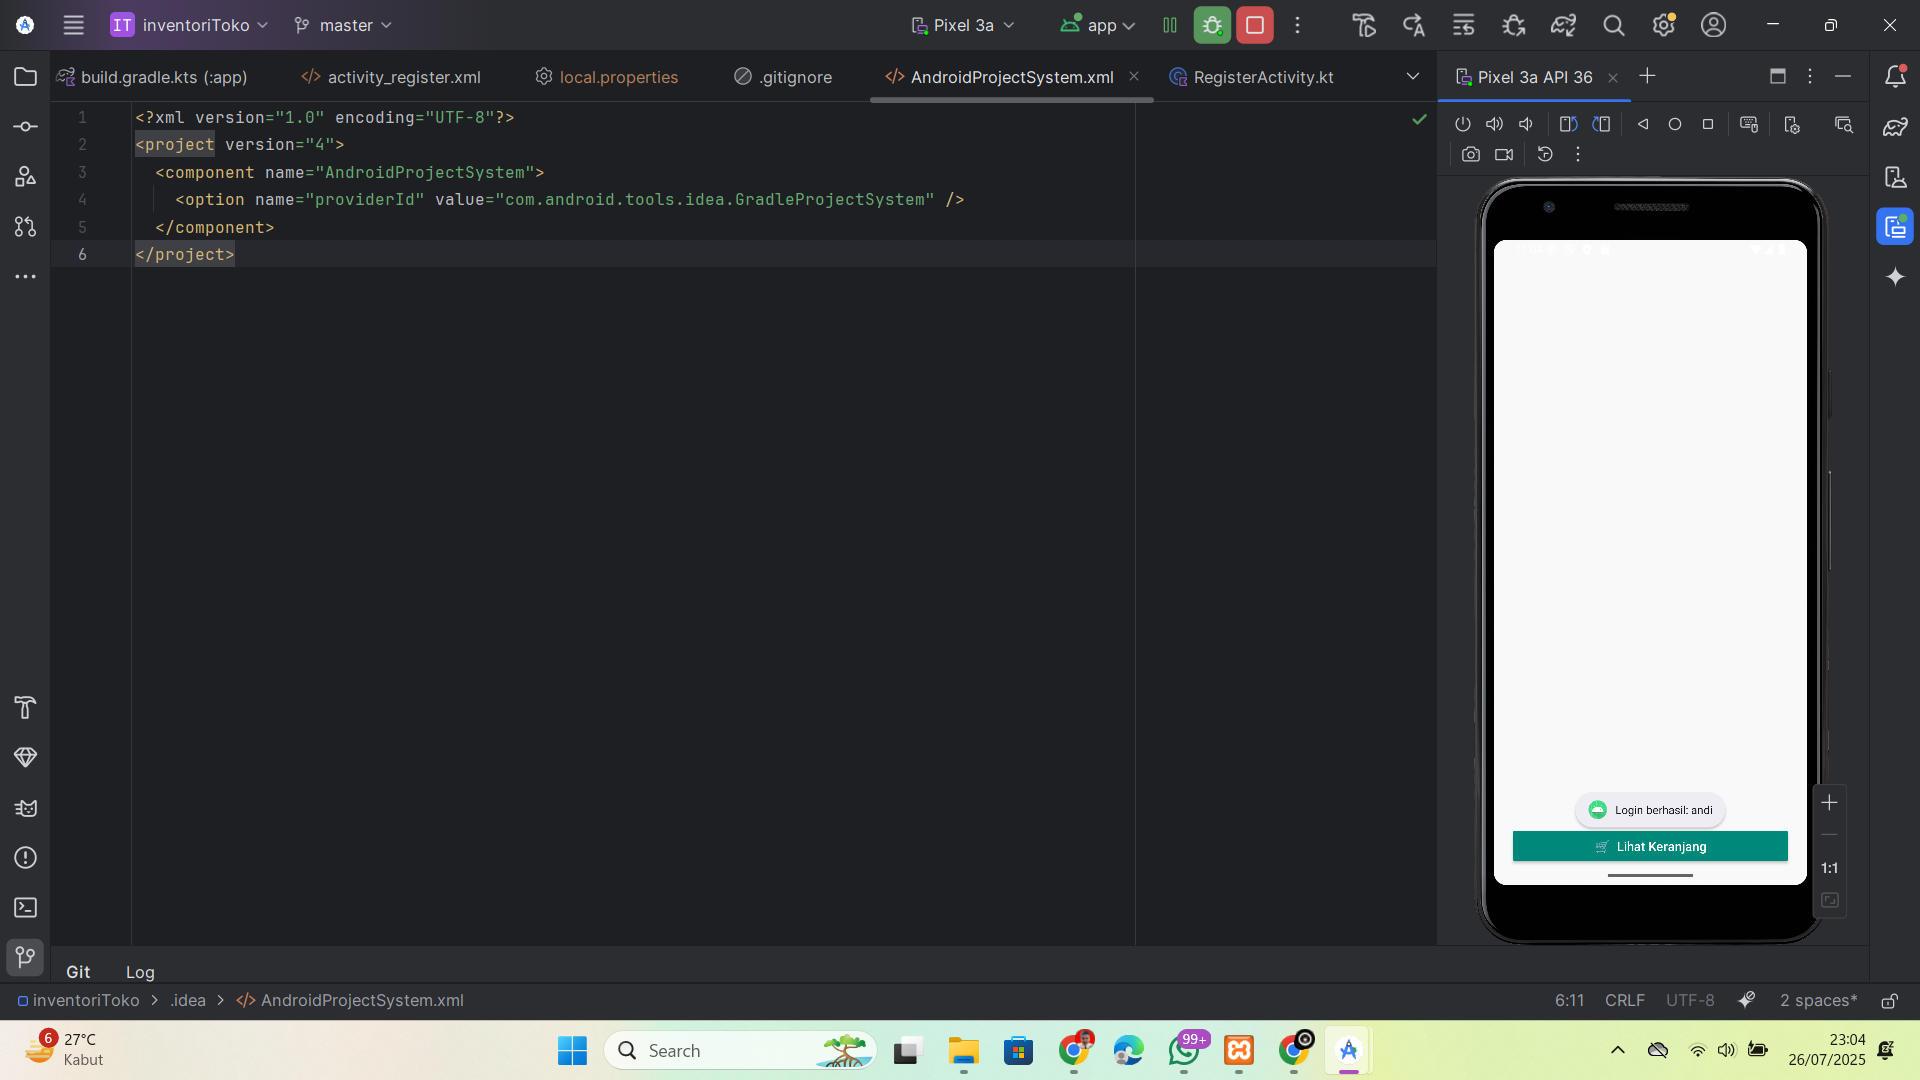 IT inventoriToko master Pixel 3a app
build.gradle.kts (:app) activity_register.xml local.properties .gitignore AndroidProjectSystem.xml RegisterActivity.kt Pixel 3a API 36
1 <?xml version="1.0" encoding="UTF-8"?>
2 <project version="4">
3 <component name="AndroidProjectSystem">
4 <option name="providerId" value="com.android.tools.idea.GradleProjectSystem" />
5 </component>
6 </project>
Login berhasil: andi
Lihat Keranjang
1:1
Git Log
inventoriToko > .idea > AndroidProjectSystem.xml 6:11 CRLF UTF-8 2 spaces*
6 27°C
Kabut
Search
99+
23:04
26/07/2025